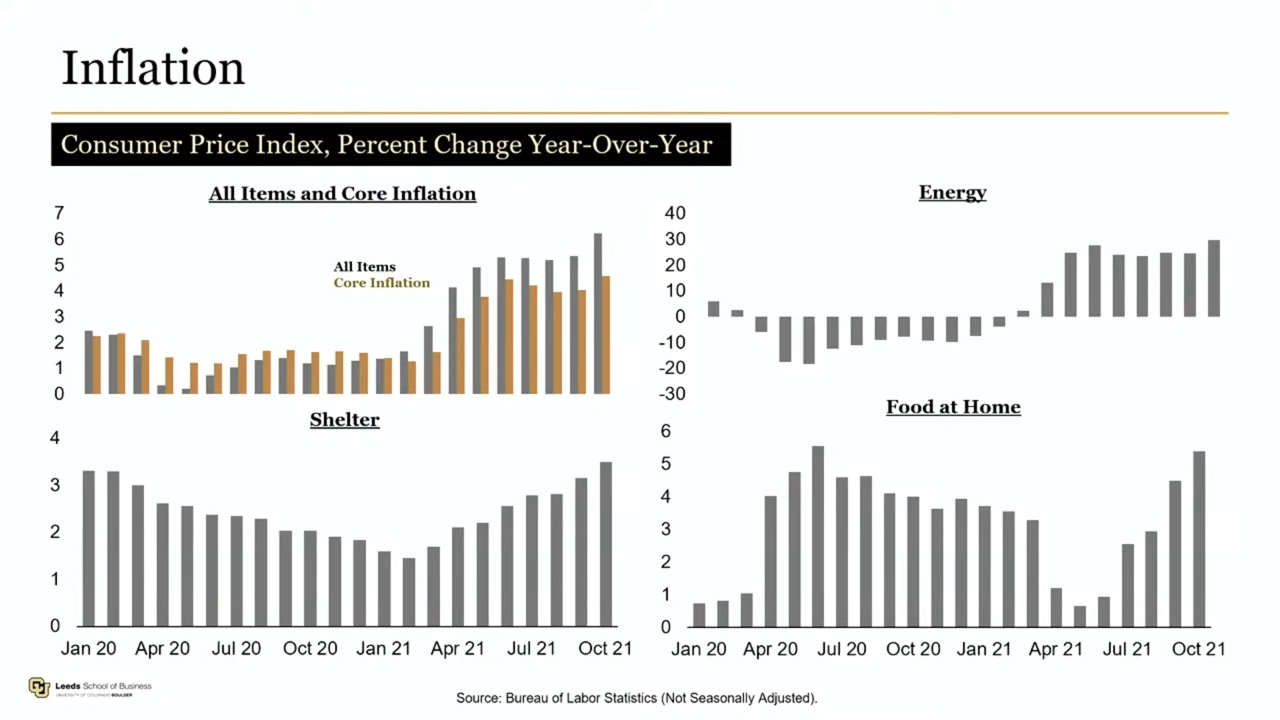 Inflation
Consumer Price Index, Percent Change Year-Over-Year
All Items and Core Inflation
7
6
5
4
3
2
1
0
All Items
Core Inflation
Energy
40
30
20
10
0
-10
-20
-30
Shelter
4
3
2
1
0
Jan 20 Apr 20 Jul 20 Oct 20 Jan 21 Apr 21 Jul 21 Oct 21
Food at Home
6
5
4
3
2
1
0
Jan 20 Apr 20 Jul 20 Oct 20 Jan 21 Apr 21 Jul 21 Oct 21
Leeds School of Business
UNIVERSITY OF COLORADO BOULDER
Source: Bureau of Labor Statistics (Not Seasonally Adjusted).